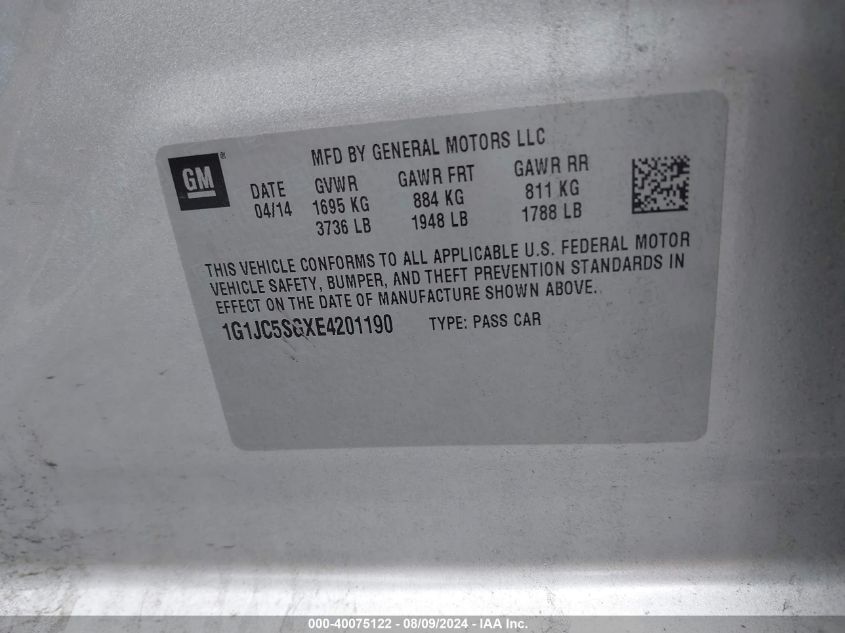 MFD BY GENERAL MOTORS LLC
GM
DATE GVWR GAWR FRT GAWR RR
04/14 1695 KG 884 KG 811 KG
3736 LB 1948 LB 1788 LB
THIS VEHICLE CONFORMS TO ALL APPLICABLE U.S. FEDERAL MOTOR
VEHICLE SAFETY, BUMPER, AND THEFT PREVENTION STANDARDS IN
EFFECT ON THE DATE OF MANUFACTURE SHOWN ABOVE.
1G1JC5SGXE4201190 TYPE: PASS CAR
000-40075122 - 08/09/2024 - IAA Inc.